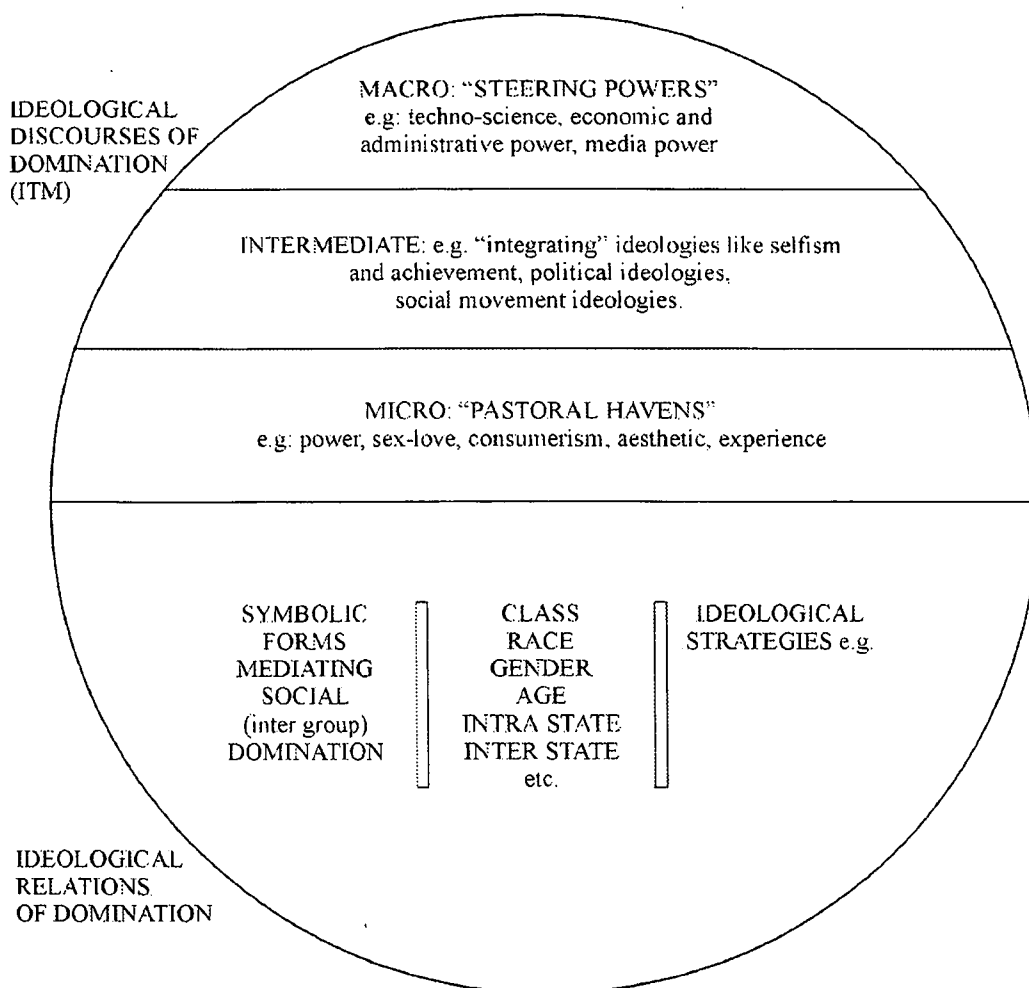 IDEOLOGICAL
DISCOURSES OF
DOMINATION
(ITM)
MACRO: “STEERING POWERS”
e.g: techno-science, economic and
administrative power, media power
INTERMEDIATE: e.g. “integrating” ideologies like selfism
and achievement, political ideologies,
social movement ideologies.
MICRO: “PASTORAL HAVENS”
e.g: power, sex-love, consumerism, aesthetic, experience
SYMBOLIC
FORMS
MEDIATING
SOCIAL
(inter group)
DOMINATION
CLASS
RACE
GENDER
AGE
INTRA STATE
INTER STATE
etc.
IDEOLOGICAL
STRATEGIES e.g.
IDEOLOGICAL
RELATIONS
OF DOMINATION